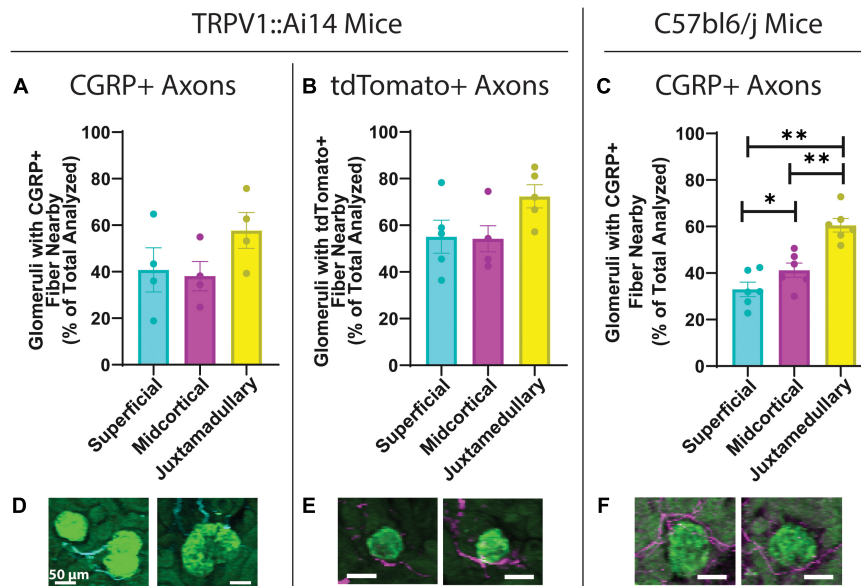 TRPV1::Ai14 Mice
C57bl6/j Mice
A
CGRP+ Axons
Glomeruli with CGRP+
Fiber Nearby
(% of Total Analyzed)
100
80
60
40
20
0
Superficial
Midcortical
Juxtamadullary
B
tdTomato+ Axons
Glomeruli with tdTomato+
Fiber Nearby
(% of Total Analyzed)
100
80
60
40
20
0
Superficial
Midcortical
Juxtamedullary
C
CGRP+ Axons
Glomeruli with CGRP+
Fiber Nearby
(% of Total Analyzed)
100
80
60
40
20
0
**
**
*
Superficial
Midcortical
Juxtamedullary
D
50 µm
E
F